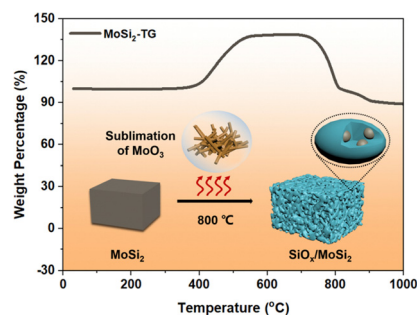 150
120
90
60
30
0
-30
Weight Percentage (%)
MoSi₂-TG
Sublimation
of MoO₃
800 ℃
MoSi₂
SiOₓ/MoSi₂
0
200
400
600
800
1000
Temperature (°C)